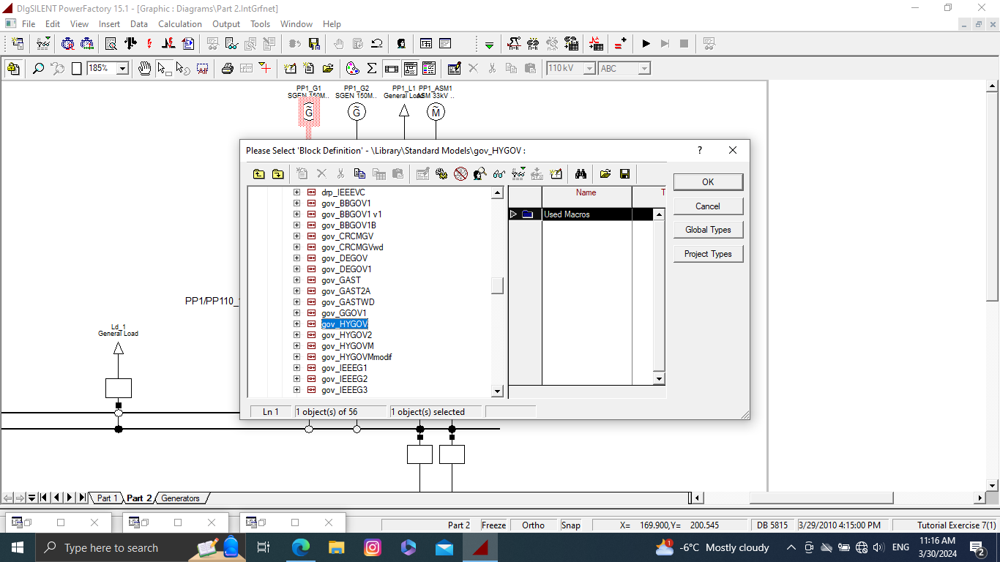 DIgSILENT PowerFactory 15.1 - [Graphic : Diagrams\Part 2.IntGrfnet]
File Edit View Insert Data Calculation Output Tools Window Help
185% 110 kV ABC
PP1_G1 PP1_G2 PP1_L1 PP1_ASM1
SGEN 150M.. SGEN 150M.. General Load ASM 33kV ..
G̃ G̃ M̃
Please Select 'Block Definition' - \Library\Standard Models\gov_HYGOV :
?
OK
Cancel
Global Types
Project Types
Name T
Used Macros
drp_IEEEVC
gov_BBGOV1
gov_BBGOV1 v1
gov_BBGOV1B
gov_CRCMGV
gov_CRCMGVwd
gov_DEGOV
gov_DEGOV1
gov_GAST
gov_GAST2A
gov_GASTWD
gov_GGOV1
gov_HYGOV
gov_HYGOV2
gov_HYGOVM
gov_HYGOVMmodif
gov_IEEEG1
gov_IEEEG2
gov_IEEEG3
Ln 1 1 object(s) of 56 1 object(s) selected
PP1/PP110_
Ld_1
General Load
Part 1 Part 2 Generators
Part 2 Freeze Ortho Snap X= 169.900,Y= 200.545 DB 5815 3/29/2010 4:15:00 PM Tutorial Exercise 7(1)
Type here to search
-6°C Mostly cloudy
ENG
11:16 AM
3/30/2024
2